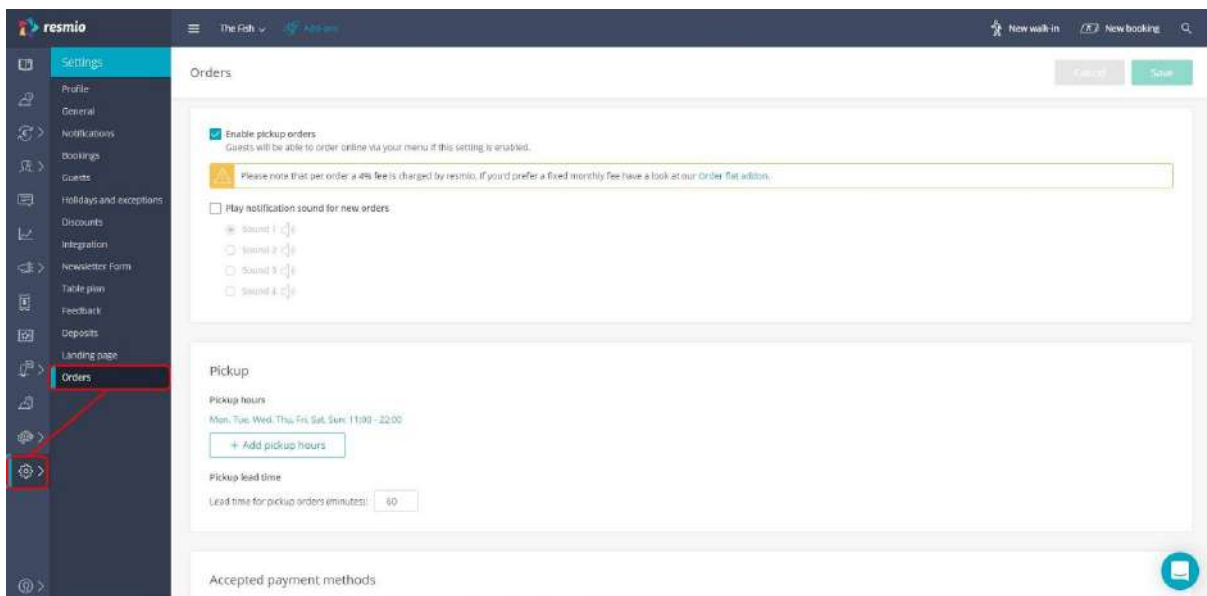 resmio
The Fish
Add-ons
New walk-in
New booking
Settings
Profile
General
Notifications
Bookings
Guests
Holidays and exceptions
Discounts
Integration
Newsletter Form
Table plan
Feedback
Deposits
Landing page
Orders
Orders
Cancel
Save
Enable pickup orders
Guests will be able to order online via your menu if this setting is enabled.
Please note that per order a 4% fee is charged by resmio, if you'd prefer a fixed monthly fee have a look at our Order flat addon.
Play notification sound for new orders
Sound 1
Sound 2
Sound 3
Sound 4
Pickup
Pickup hours
Mon, Tue, Wed, Thu, Fri, Sat, Sun: 11:00 - 22:00
+ Add pickup hours
Pickup lead time
Lead time for pickup orders (minutes): 60
Accepted payment methods